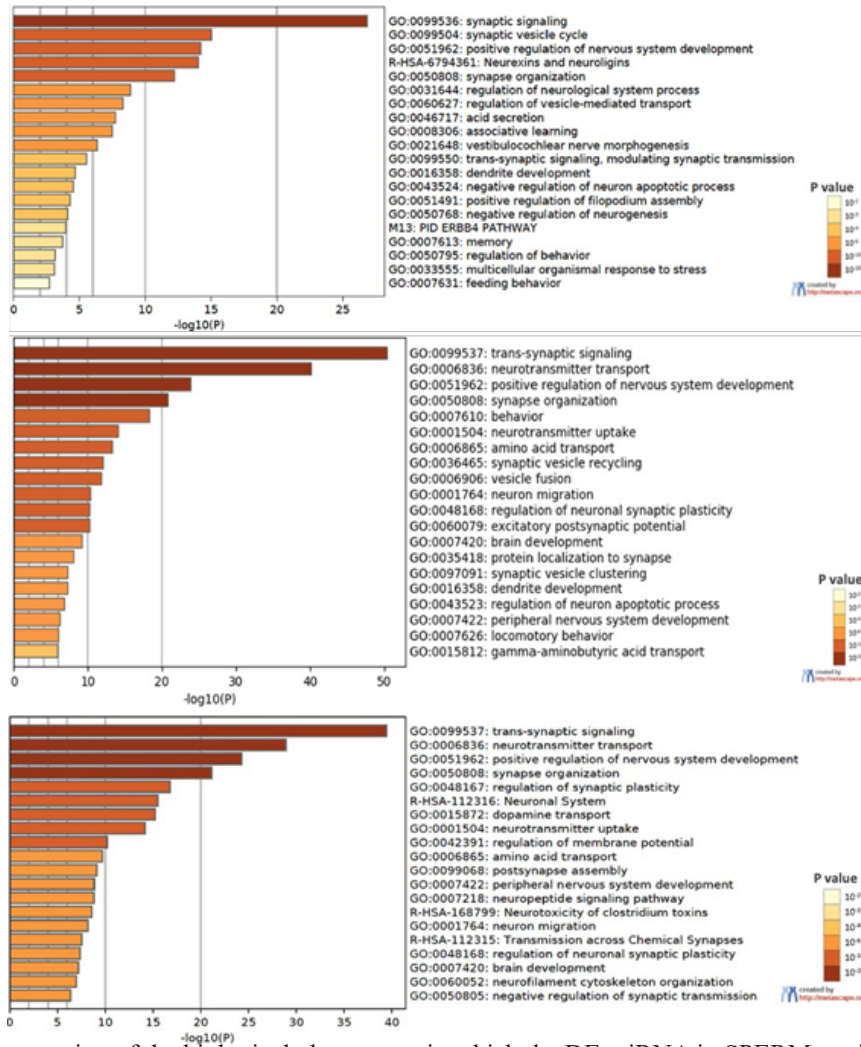 GO:0099536: synaptic signaling
GO:0099504: synaptic vesicle cycle
GO:0051962: positive regulation of nervous system development
R-HSA-6794361: Neurexins and neuroligins
GO:0050808: synapse organization
GO:0031644: regulation of neurological system process
GO:0060627: regulation of vesicle-mediated transport
GO:0046717: acid secretion
GO:0008306: associative learning
GO:0021648: vestibulocochlear nerve morphogenesis
GO:0099550: trans-synaptic signaling, modulating synaptic transmission
GO:0016358: dendrite development
GO:0043524: negative regulation of neuron apoptotic process
GO:0051491: positive regulation of filopodium assembly
GO:0050768: negative regulation of neurogenesis
M13: PID ERBB4 PATHWAY
GO:0007613: memory
GO:0050795: regulation of behavior
GO:0033555: multicellular organismal response to stress
GO:0007631: feeding behavior
0 5 10 15 20 25
-log10(P)
P value
created by
http://metascape.org
GO:0099537: trans-synaptic signaling
GO:0006836: neurotransmitter transport
GO:0051962: positive regulation of nervous system development
GO:0050808: synapse organization
GO:0007610: behavior
GO:0001504: neurotransmitter uptake
GO:0006865: amino acid transport
GO:0036465: synaptic vesicle recycling
GO:0006906: vesicle fusion
GO:0001764: neuron migration
GO:0048168: regulation of neuronal synaptic plasticity
GO:0060079: excitatory postsynaptic potential
GO:0007420: brain development
GO:0035418: protein localization to synapse
GO:0097091: synaptic vesicle clustering
GO:0016358: dendrite development
GO:0043523: regulation of neuron apoptotic process
GO:0007422: peripheral nervous system development
GO:0007626: locomotory behavior
GO:0015812: gamma-aminobutyric acid transport
0 10 20 30 40 50
-log10(P)
P value
created by
GO:0099537: trans-synaptic signaling
GO:0006836: neurotransmitter transport
GO:0051962: positive regulation of nervous system development
GO:0050808: synapse organization
GO:0048167: regulation of synaptic plasticity
R-HSA-112316: Neuronal System
GO:0015872: dopamine transport
GO:0001504: neurotransmitter uptake
GO:0042391: regulation of membrane potential
GO:0006865: amino acid transport
GO:0099068: postsynapse assembly
GO:0007422: peripheral nervous system development
GO:0007218: neuropeptide signaling pathway
R-HSA-168799: Neurotoxicity of clostridium toxins
GO:0001764: neuron migration
R-HSA-112315: Transmission across Chemical Synapses
GO:0048168: regulation of neuronal synaptic plasticity
GO:0007420: brain development
GO:0060052: neurofilament cytoskeleton organization
GO:0050805: negative regulation of synaptic transmission
0 5 10 15 20 25 30 35 40
-log10(P)
P value
created by